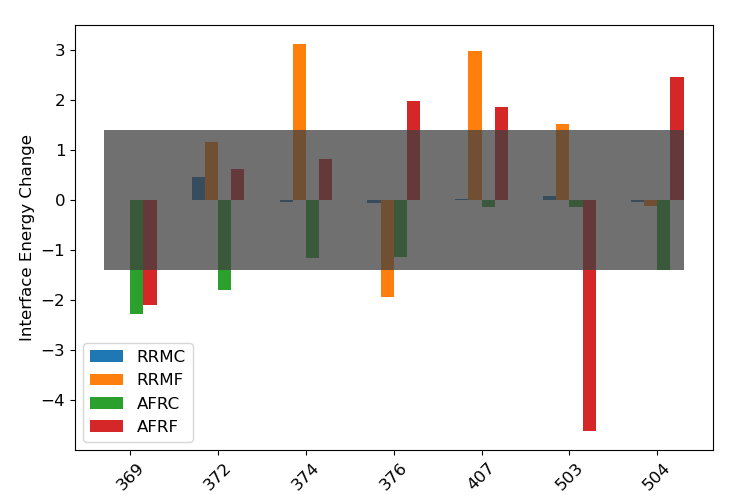 Interface Energy Change
3
2
1
0
−1
−2
−3
−4
RRMC
RRMF
AFRC
AFRF
369 372 374 376 407 503 504